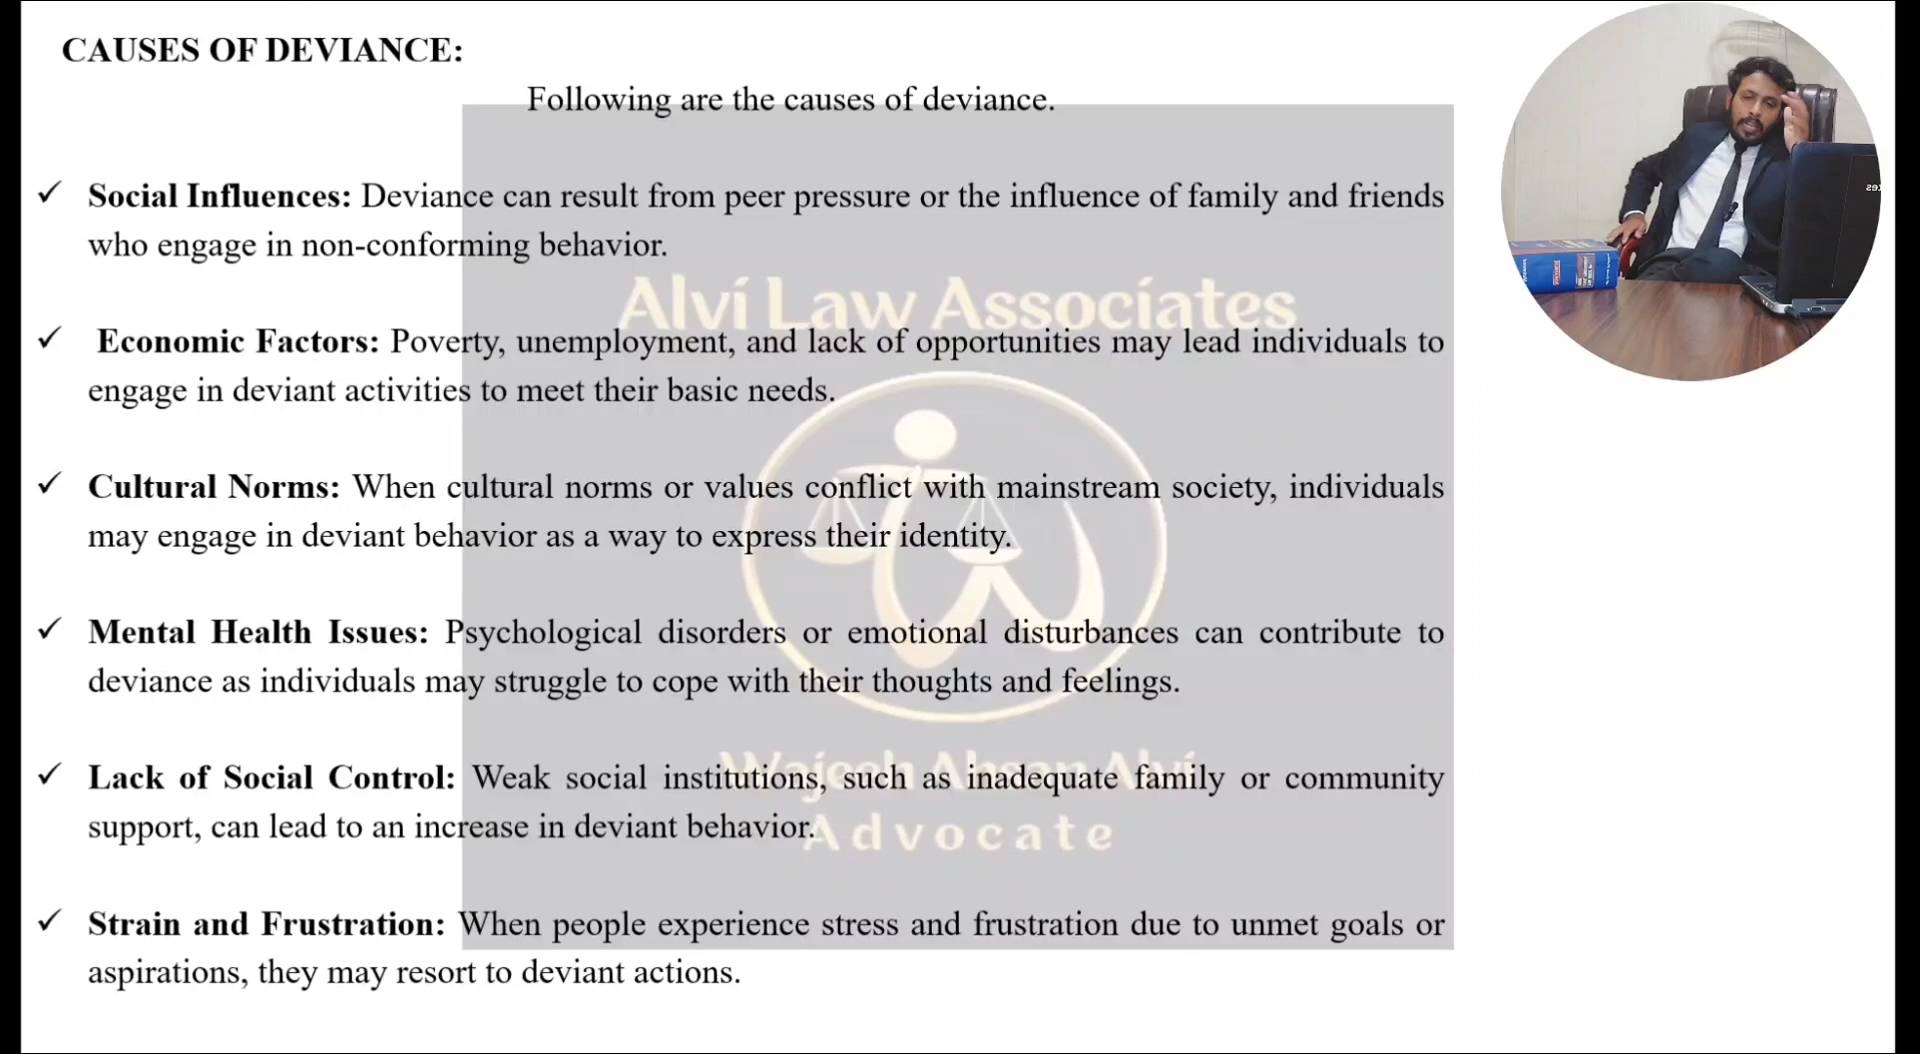 CAUSES OF DEVIANCE:
Following are the causes of deviance.
✓ Social Influences: Deviance can result from peer pressure or the influence of family and friends
who engage in non-conforming behavior.
Alvi Law Associates
✓ Economic Factors: Poverty, unemployment, and lack of opportunities may lead individuals to
engage in deviant activities to meet their basic needs.
✓ Cultural Norms: When cultural norms or values conflict with mainstream society, individuals
may engage in deviant behavior as a way to express their identity.
✓ Mental Health Issues: Psychological disorders or emotional disturbances can contribute to
deviance as individuals may struggle to cope with their thoughts and feelings.
Wajeeh Ahsan Alvi
✓ Lack of Social Control: Weak social institutions, such as inadequate family or community
support, can lead to an increase in deviant behavior.
Advocate
✓ Strain and Frustration: When people experience stress and frustration due to unmet goals or
aspirations, they may resort to deviant actions.